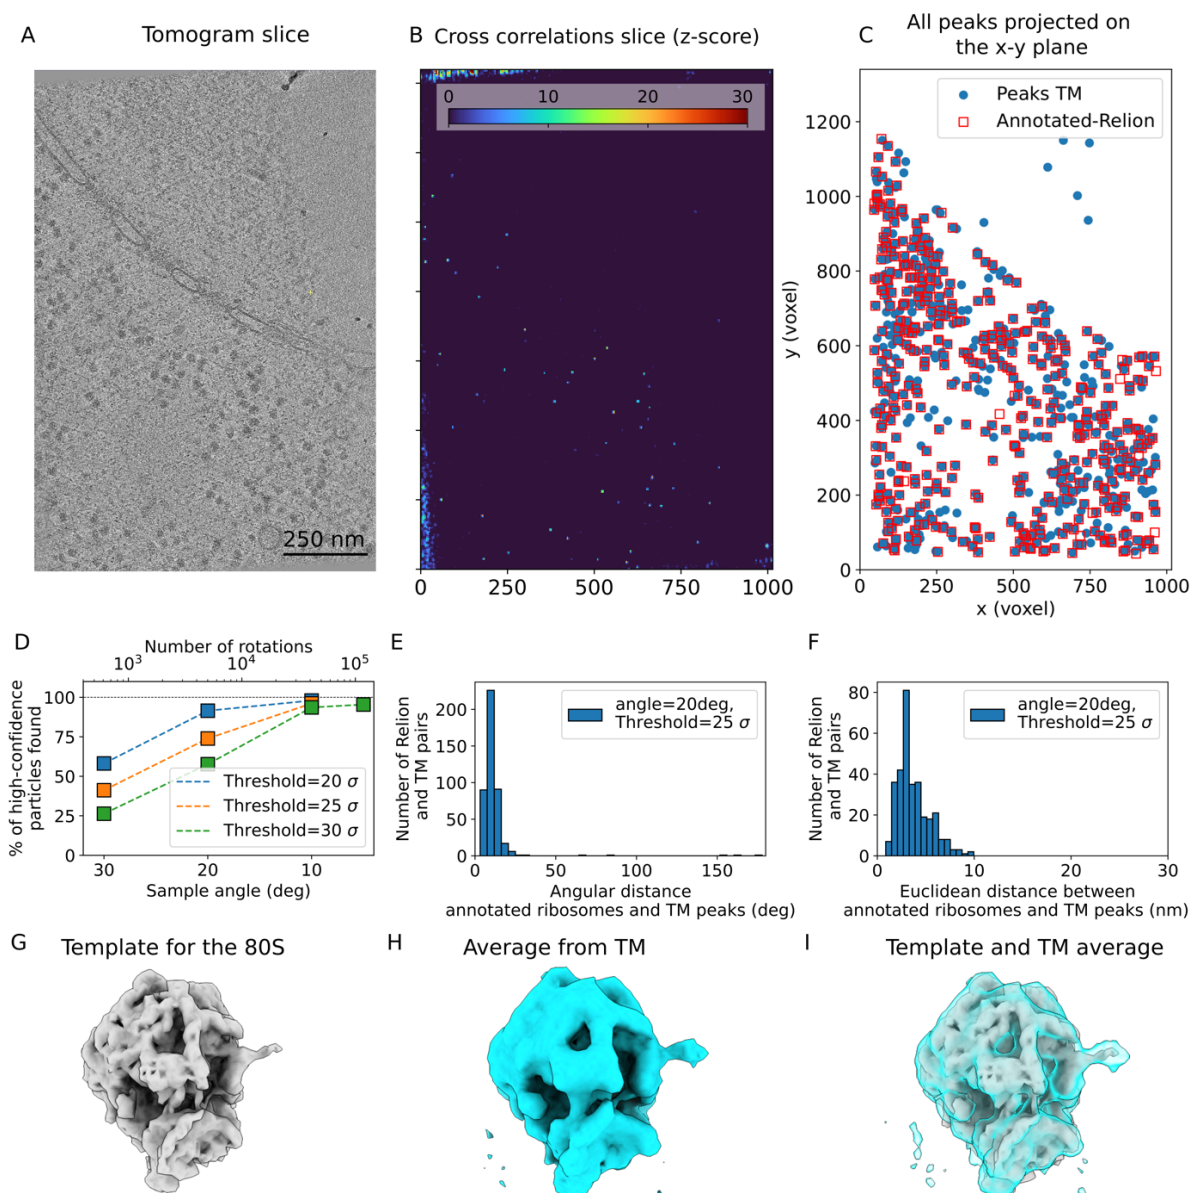 A
Tomogram slice
250 nm
B
Cross correlations slice (z-score)
0 10 20 30
0 250 500 750 1000
C
All peaks projected on
the x-y plane
Peaks TM
Annotated-Relion
y (voxel)
1200
1000
800
600
400
200
0
0 250 500 750 1000
x (voxel)
D
Number of rotations
10³ 10⁴ 10⁵
% of high-confidence
particles found
100
75
50
25
0
Threshold=20 σ
Threshold=25 σ
Threshold=30 σ
30 20 10
Sample angle (deg)
E
Number of Relion
and TM pairs
200
150
100
50
0
angle=20deg,
Threshold=25 σ
0 50 100 150
Angular distance
annotated ribosomes and TM peaks (deg)
F
Number of Relion
and TM pairs
80
60
40
20
0
angle=20deg,
Threshold=25 σ
0 10 20 30
Euclidean distance between
annotated ribosomes and TM peaks (nm)
G
Template for the 80S
H
Average from TM
I
Template and TM average